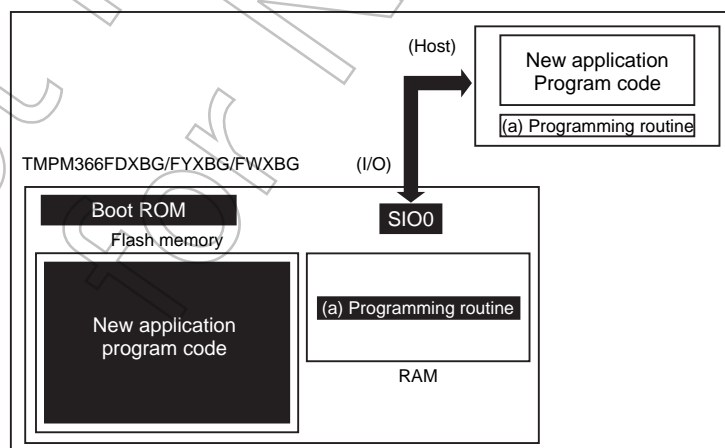 (Host)
New application
Program code
(a) Programming routine
TMPM366FDXBG/FYXBG/FWXBG
(I/O)
Boot ROM
SIO0
Flash memory
New application
program code
(a) Programming routine
RAM